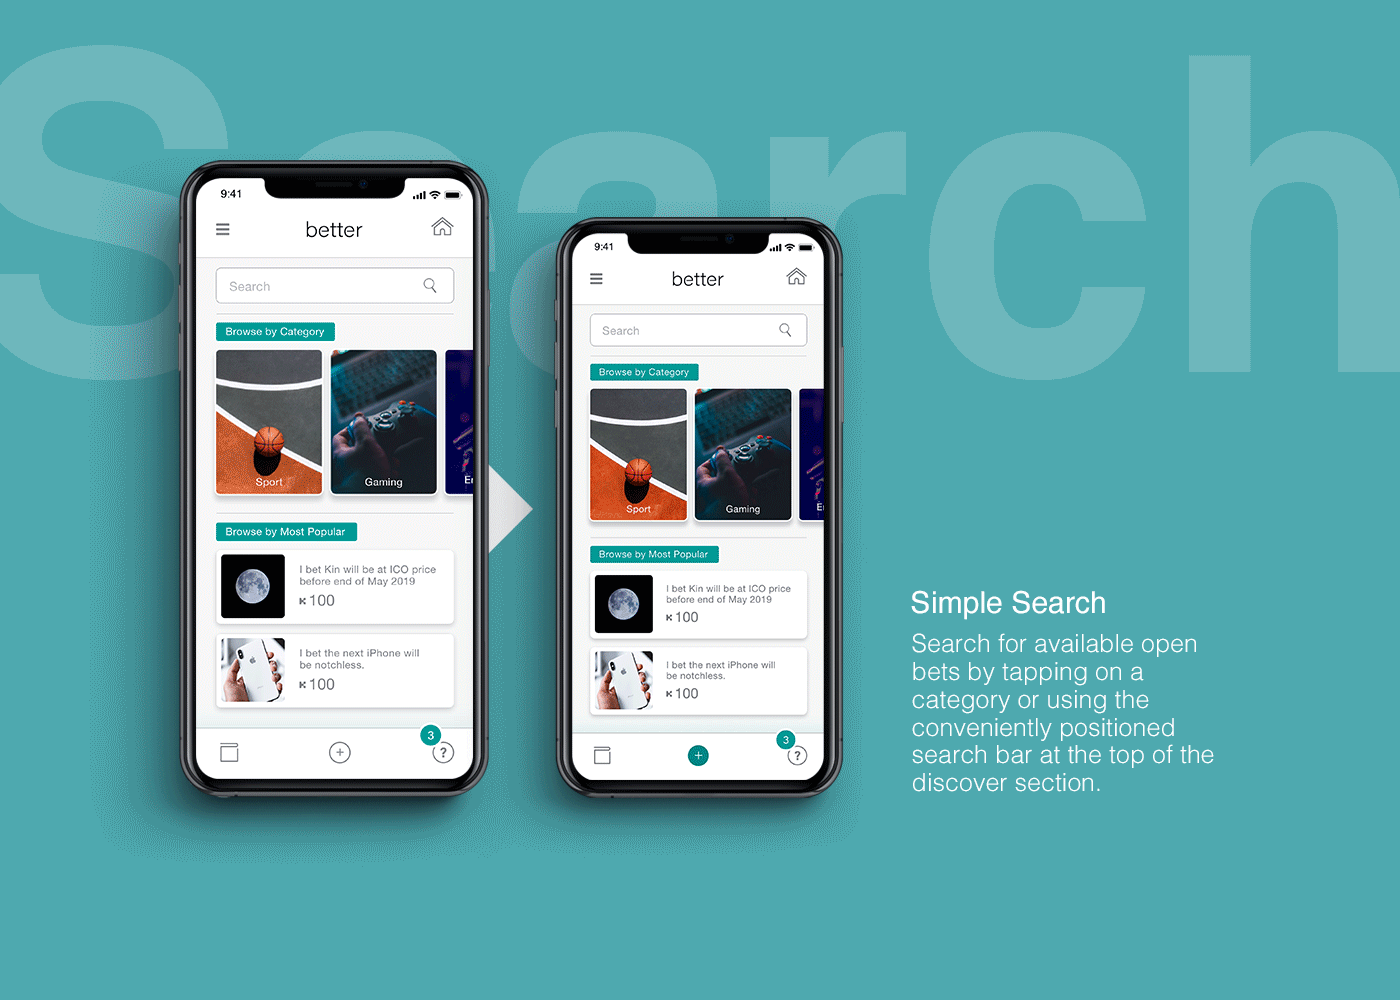 Search
9:41
better
Search
Browse by Category
Sport
Gaming
Browse by Most Popular
I bet Kin will be at ICO price
before end of May 2019
100
I bet the next iPhone will
be notchless.
100
3
+
?
9:41
better
Search
Browse by Category
Sport
Gaming
Browse by Most Popular
I bet Kin will be at ICO price
before end of May 2019
100
I bet the next iPhone will
be notchless.
100
3
+
?
Simple Search
Search for available open
bets by tapping on a
category or using the
conveniently positioned
search bar at the top of the
discover section.